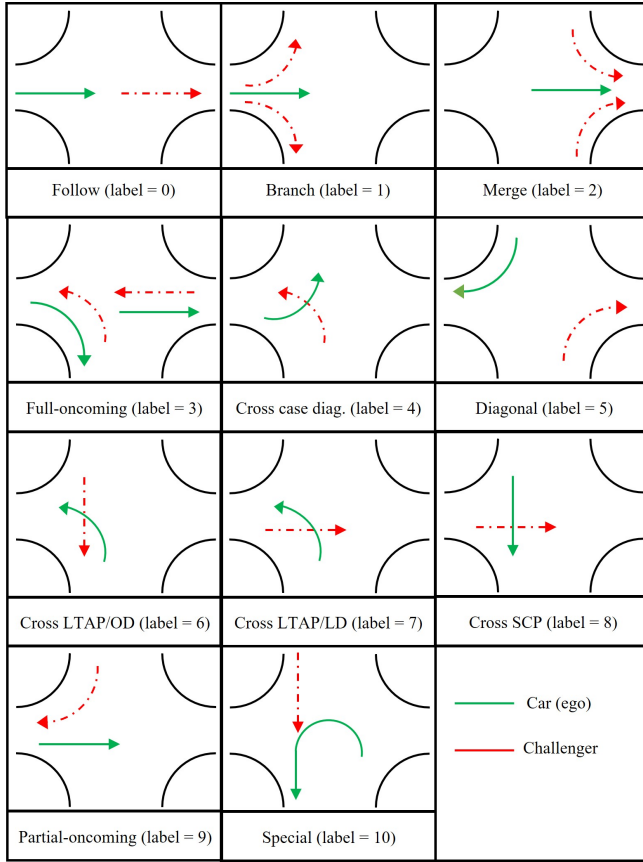 Follow (label = 0)
Branch (label = 1)
Merge (label = 2)
Full-oncoming (label = 3)
Cross case diag. (label = 4)
Diagonal (label = 5)
Cross LTAP/OD (label = 6)
Cross LTAP/LD (label = 7)
Cross SCP (label = 8)
Car (ego)
Challenger
Partial-oncoming (label = 9)
Special (label = 10)